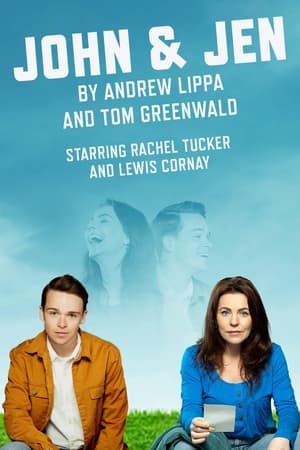 JOHN & JEN
BY ANDREW LIPPA
AND TOM GREENWALD
STARRING RACHEL TUCKER
AND LEWIS CORNAY